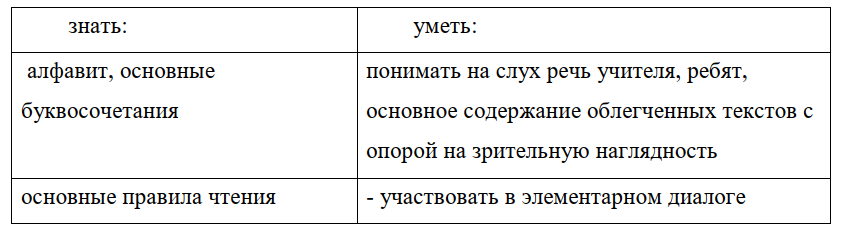 знать:
уметь:
алфавит, основные
буквосочетания
понимать на слух речь учителя, ребят,
основное содержание облегченных текстов с
опорой на зрительную наглядность
основные правила чтения
- участвовать в элементарном диалоге